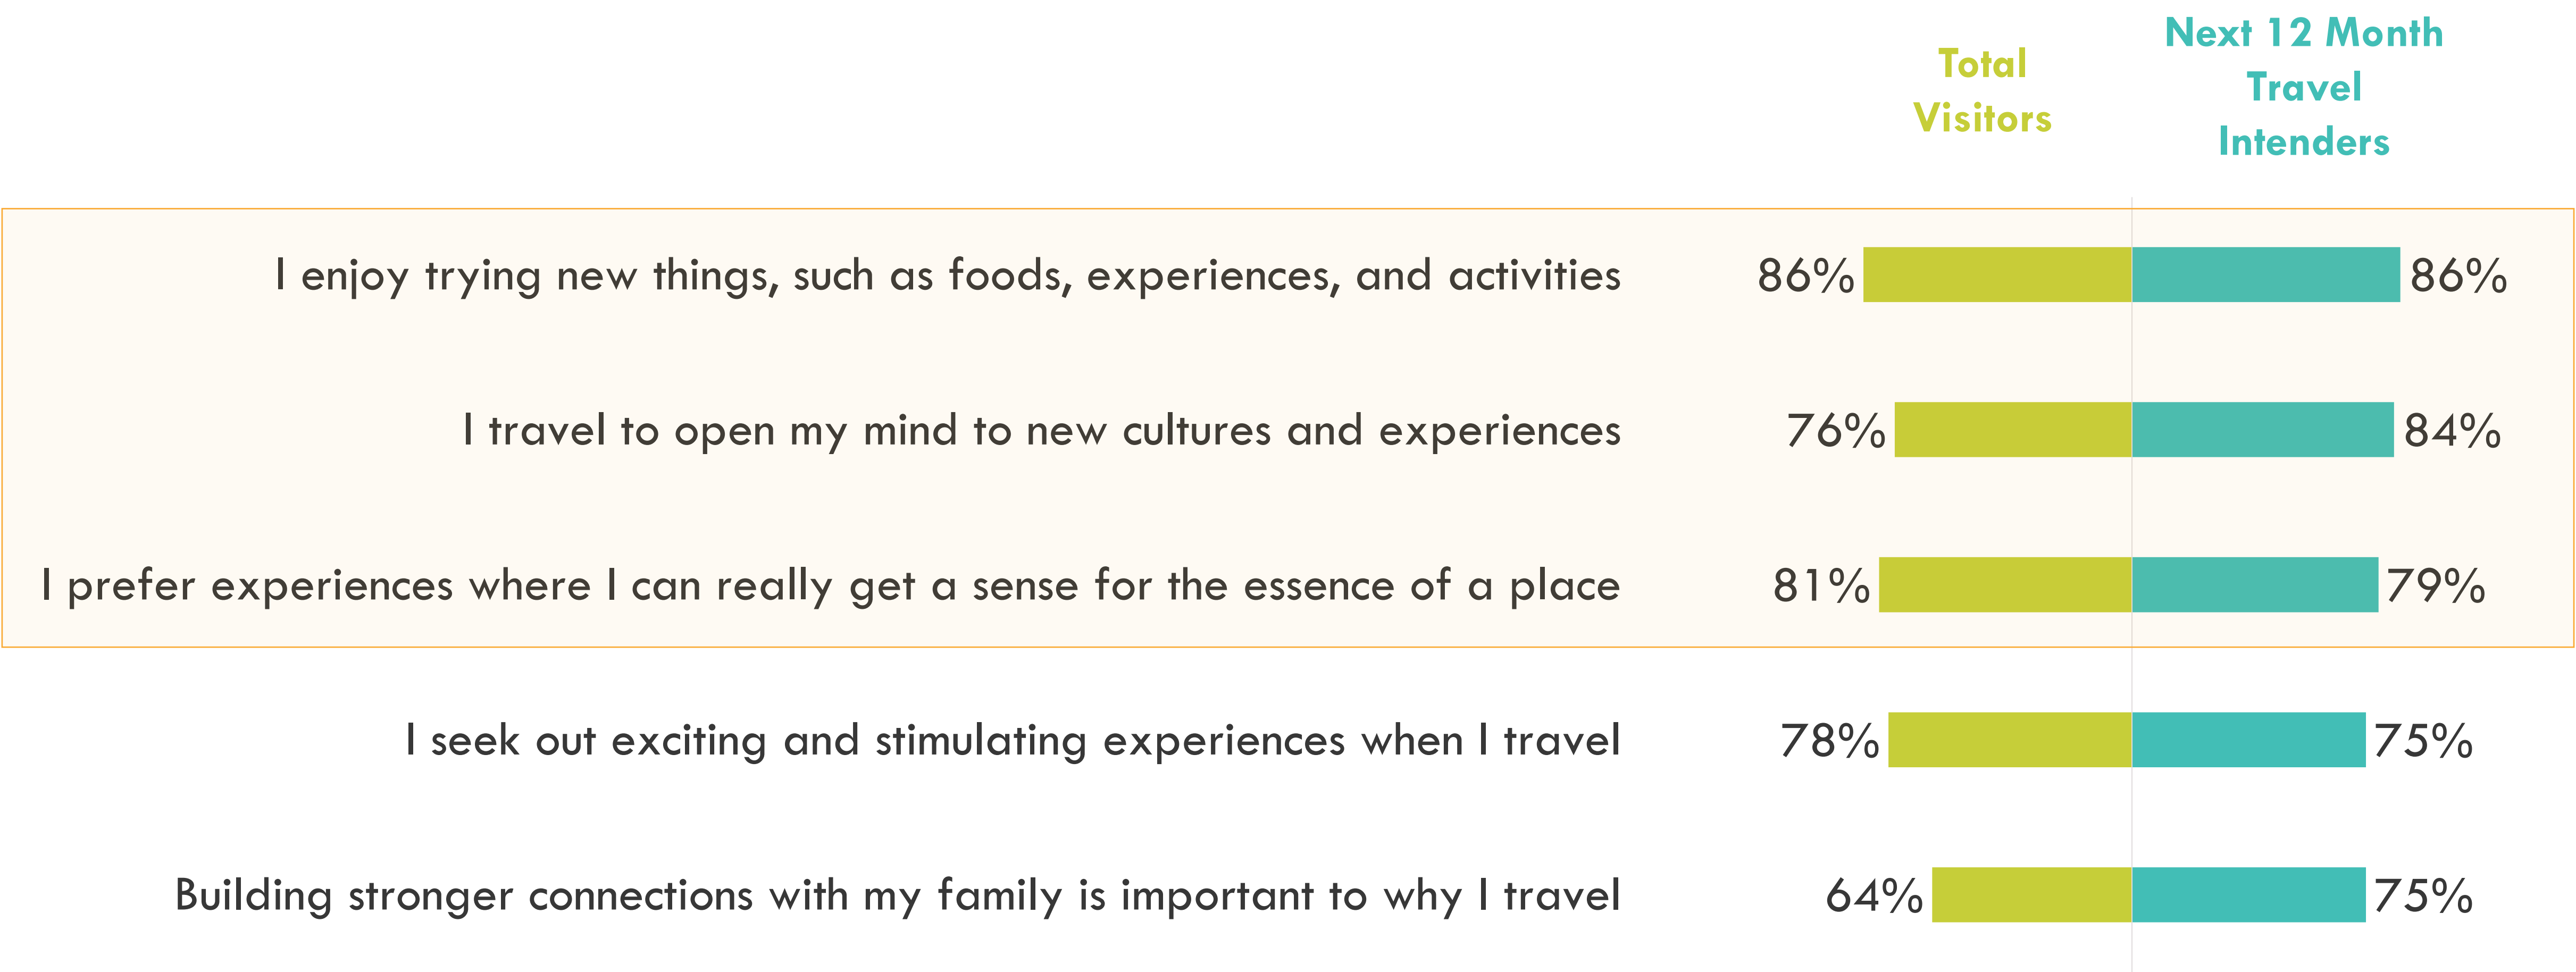 Total
Visitors
Next 12 Month
Travel
Intenders
I enjoy trying new things, such as foods, experiences, and activities 86% 86%
I travel to open my mind to new cultures and experiences 76% 84%
I prefer experiences where I can really get a sense for the essence of a place 81% 79%
I seek out exciting and stimulating experiences when I travel 78% 75%
Building stronger connections with my family is important to why I travel 64% 75%